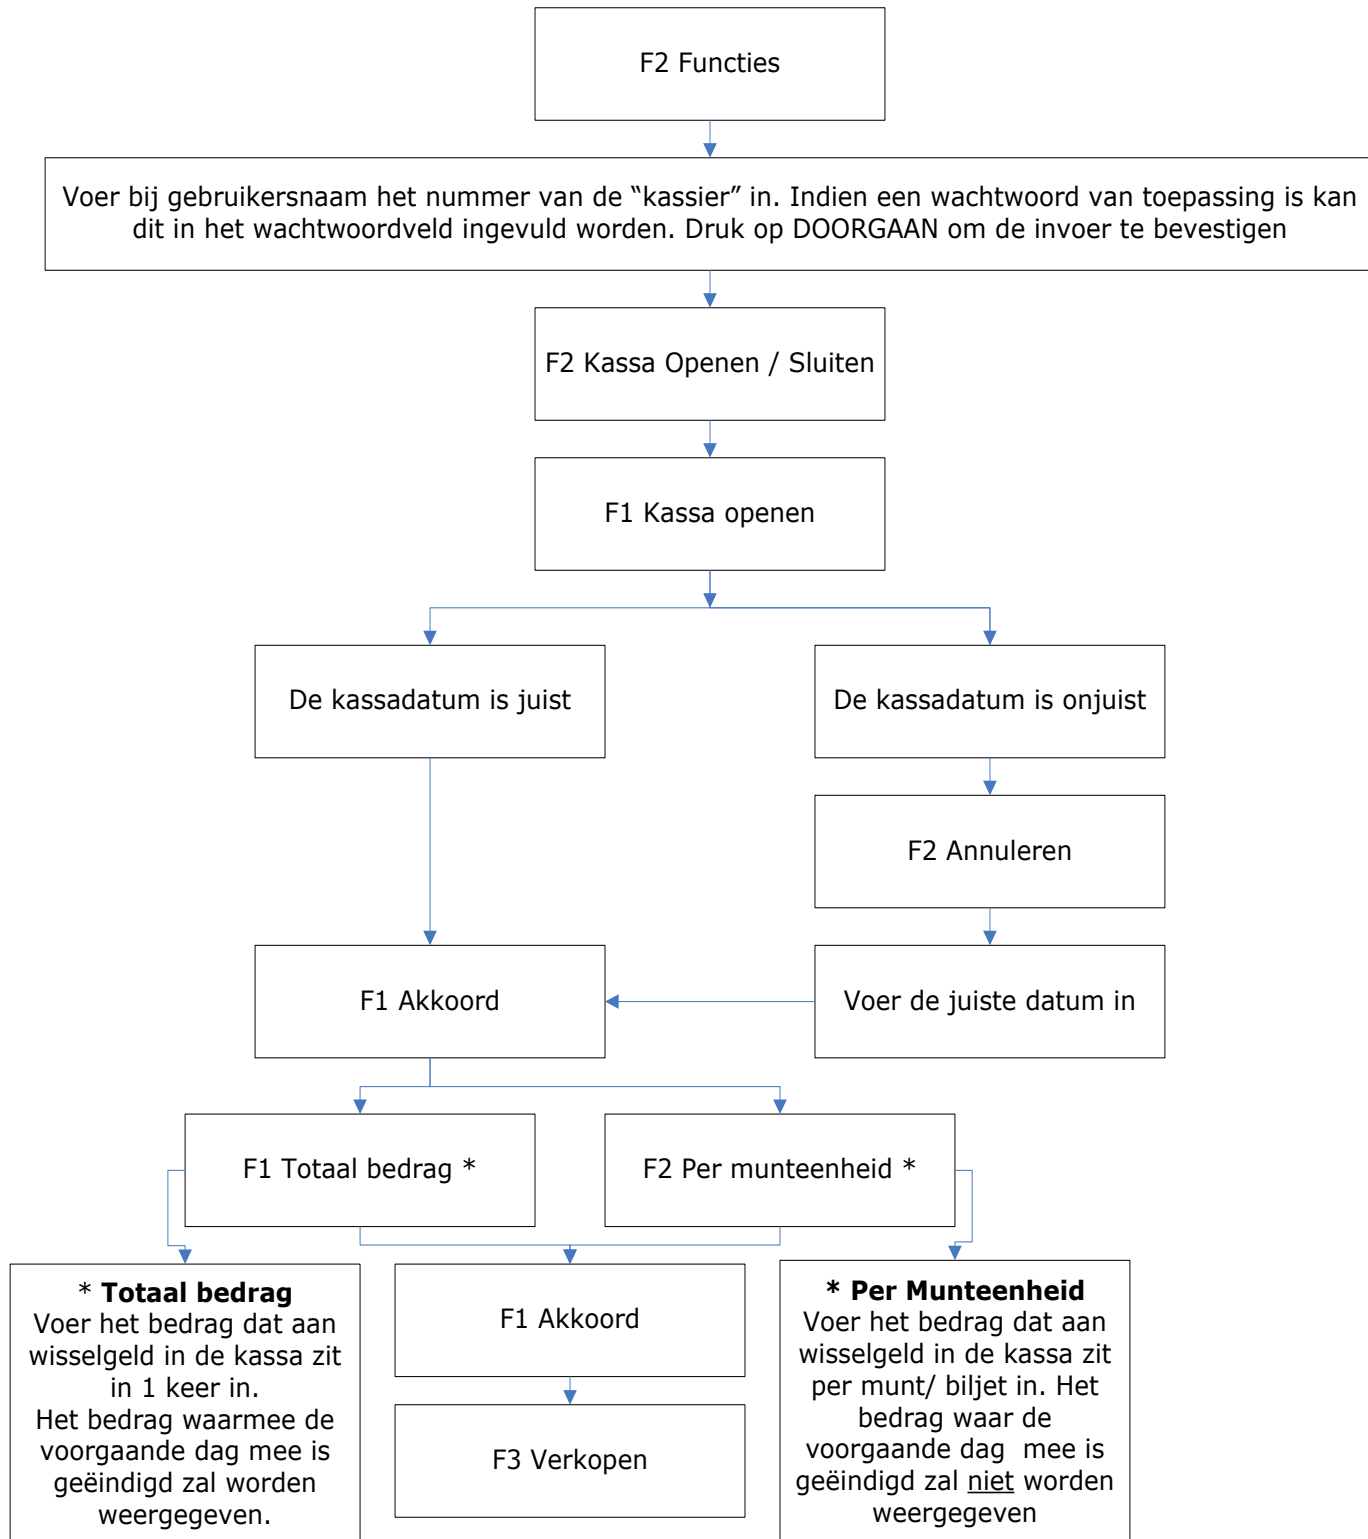 F2 Functies
Voer bij gebruikersnaam het nummer van de “kassier” in. Indien een wachtwoord van toepassing is kan
dit in het wachtwoordveld ingevuld worden. Druk op DOORGAAN om de invoer te bevestigen
F2 Kassa Openen / Sluiten
F1 Kassa openen
De kassadatum is juist
De kassadatum is onjuist
F2 Annuleren
F1 Akkoord
Voer de juiste datum in
F1 Totaal bedrag *
F2 Per munteenheid *
* Totaal bedrag
Voer het bedrag dat aan
wisselgeld in de kassa zit
in 1 keer in.
Het bedrag waarmee de
voorgaande dag mee is
geëindigd zal worden
weergegeven.
F1 Akkoord
F3 Verkopen
* Per Munteenheid
Voer het bedrag dat aan
wisselgeld in de kassa zit
per munt/ biljet in. Het
bedrag waar de
voorgaande dag  mee is
geëindigd zal niet worden
weergegeven